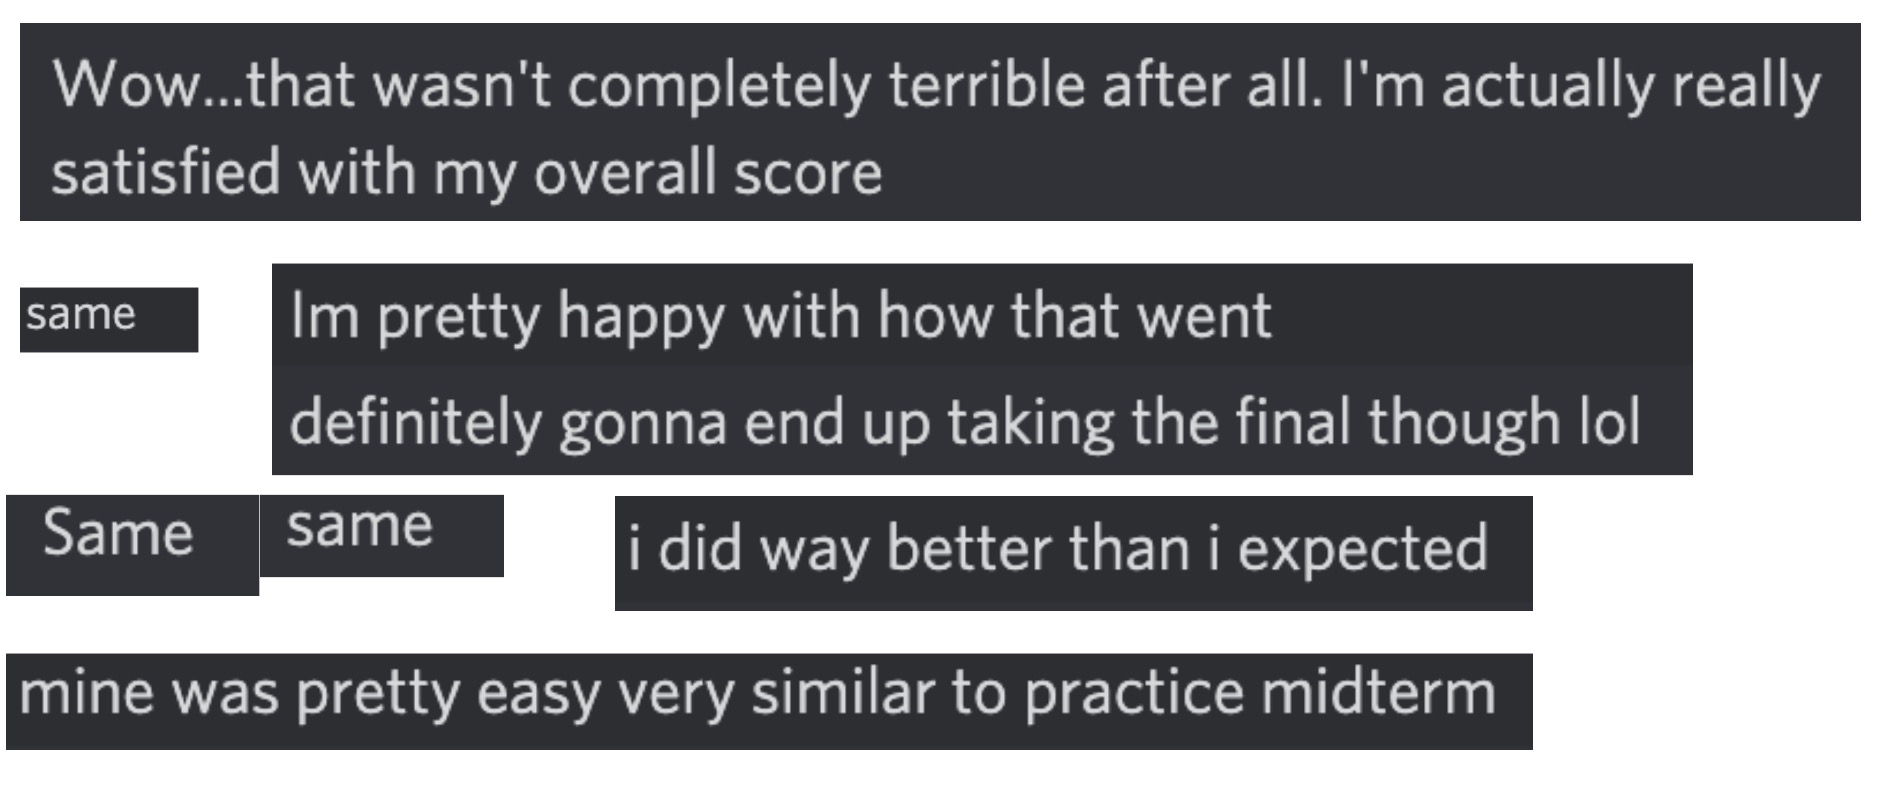 Wow...that wasn't completely terrible after all. I'm actually really
satisfied with my overall score
same
Im pretty happy with how that went
definitely gonna end up taking the final though lol
Same
same
i did way better than i expected
mine was pretty easy very similar to practice midterm